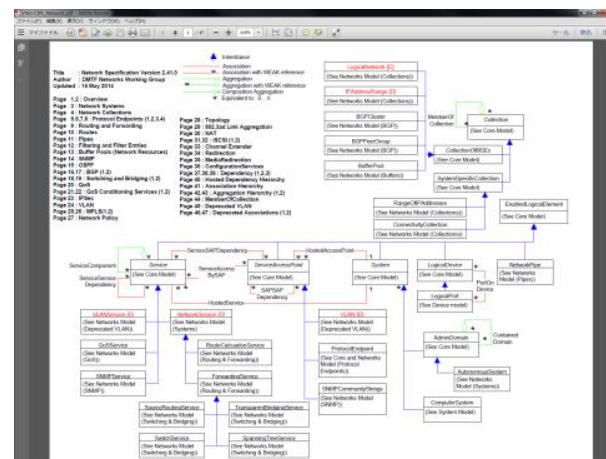 Title : Network Specification Version 2.41.0
Author : DMTF Networks Working Group
Updated : 16 May 2014
Page 1,2 : Overview
Page 3 : Network Systems
Page 4 : Network Collections
Page 5,6,7,8 : Protocol Endpoints (1,2,3,4)
Page 9 : Routing and Forwarding
Page 10 : Routes
Page 11 : Pipes
Page 12 : Filtering and Filter Entries
Page 13 : Buffer Pools (Network Resources)
Page 14 : SNMP
Page 15 : OSPF
Page 16,17 : BGP (1,2)
Page 18,19 : Switching and Bridging (1,2)
Page 20 : QoS
Page 21,22 : QoS Conditioning Services (1,2)
Page 23 : IPSec
Page 24 : VLAN
Page 25,26 : MPLS(1,2)
Page 27 : Network Policy
Page 28 : Topology
Page 29 : 802.3ad Link Aggregation
Page 30 : NAT
Page 31,32 : iSCSI (1,2)
Page 33 : Channel Extender
Page 34 : Redirection
Page 35 : MediaRedirection
Page 36 : ConfigurationServices
Page 37,38,39 : Dependency (1,2,3)
Page 40 : Hosted Dependency Hierarchy
Page 41 : Association Hierarchy
Page 42,43 : Aggregation Hierarchy (1,2)
Page 44 : MemberOfCollection
Page 45 : Deprecated VLAN
Page 46,47 : Deprecated Associations (1,2)
Inheritance
Association
Association with WEAK reference
Aggregation
Aggregation with WEAK reference
Composition Aggregation
Equivalent to: 0 .. n
LogicalNetwork {D}
(See Networks Model (Collections))
IPAddressRange {D}
(See Networks Model (Collections))
BGPCluster
(See Networks Model (BGP))
BGPPeerGroup
(See Networks Model (BGP))
BufferPool
(See Networks Model (Buffers))
MemberOf
Collection
Collection
(See Core Model)
CollectionOfMSEs
(See Core Model)
SystemSpecificCollection
(See Core Model)
RangeOfIPAddresses
(See Networks Model (Collections))
ConnectivityCollection
(See Networks Model (Collections))
EnabledLogicalElement
(See Core Model)
ServiceSAPDependency
HostedAccessPoint
ServiceComponent
Service
(See Core Model)
ServiceService
Dependency
ServiceAccess
BySAP
ServiceAccessPoint
(See Core Model)
SAPSAP
Dependency
System
(See Core Model)
HostedService
LogicalDevice
(See Core Model)
PortOn
Device
LogicalPort
(See Device model)
NetworkPipe
(See Networks Model
(Pipes))
VLANService {D}
(See Networks Model
(Deprecated VLAN))
NetworkService {D}
(See Networks Model
(Systems))
VLAN {D}
(See Networks Model
(Deprecated VLAN))
QoSService
(See Networks Model
(QoS))
RouteCalculationService
(See Networks Model
(Routing & Forwarding))
ProtocolEndpoint
(See Core and Networks
Model (Protocol
Endpoints))
AdminDomain
(See Core Model)
Contained
Domain
SNMPService
(See Networks Model
(SNMP))
ForwardingService
(See Networks Model
(Routing & Forwarding))
SNMPCommunityStrings
(See Networks Model
(SNMP))
AutonomousSystem
(See Networks
Model (Systems))
ComputerSystem
(See System Model)
SourceRoutingService
(See Networks Model
(Switching & Bridging))
TransparentBridgingService
(See Networks Model
(Switching & Bridging))
SwitchService
(See Networks Model
(Switching & Bridging))
SpanningTreeService
(See Networks Model
(Switching & Bridging))